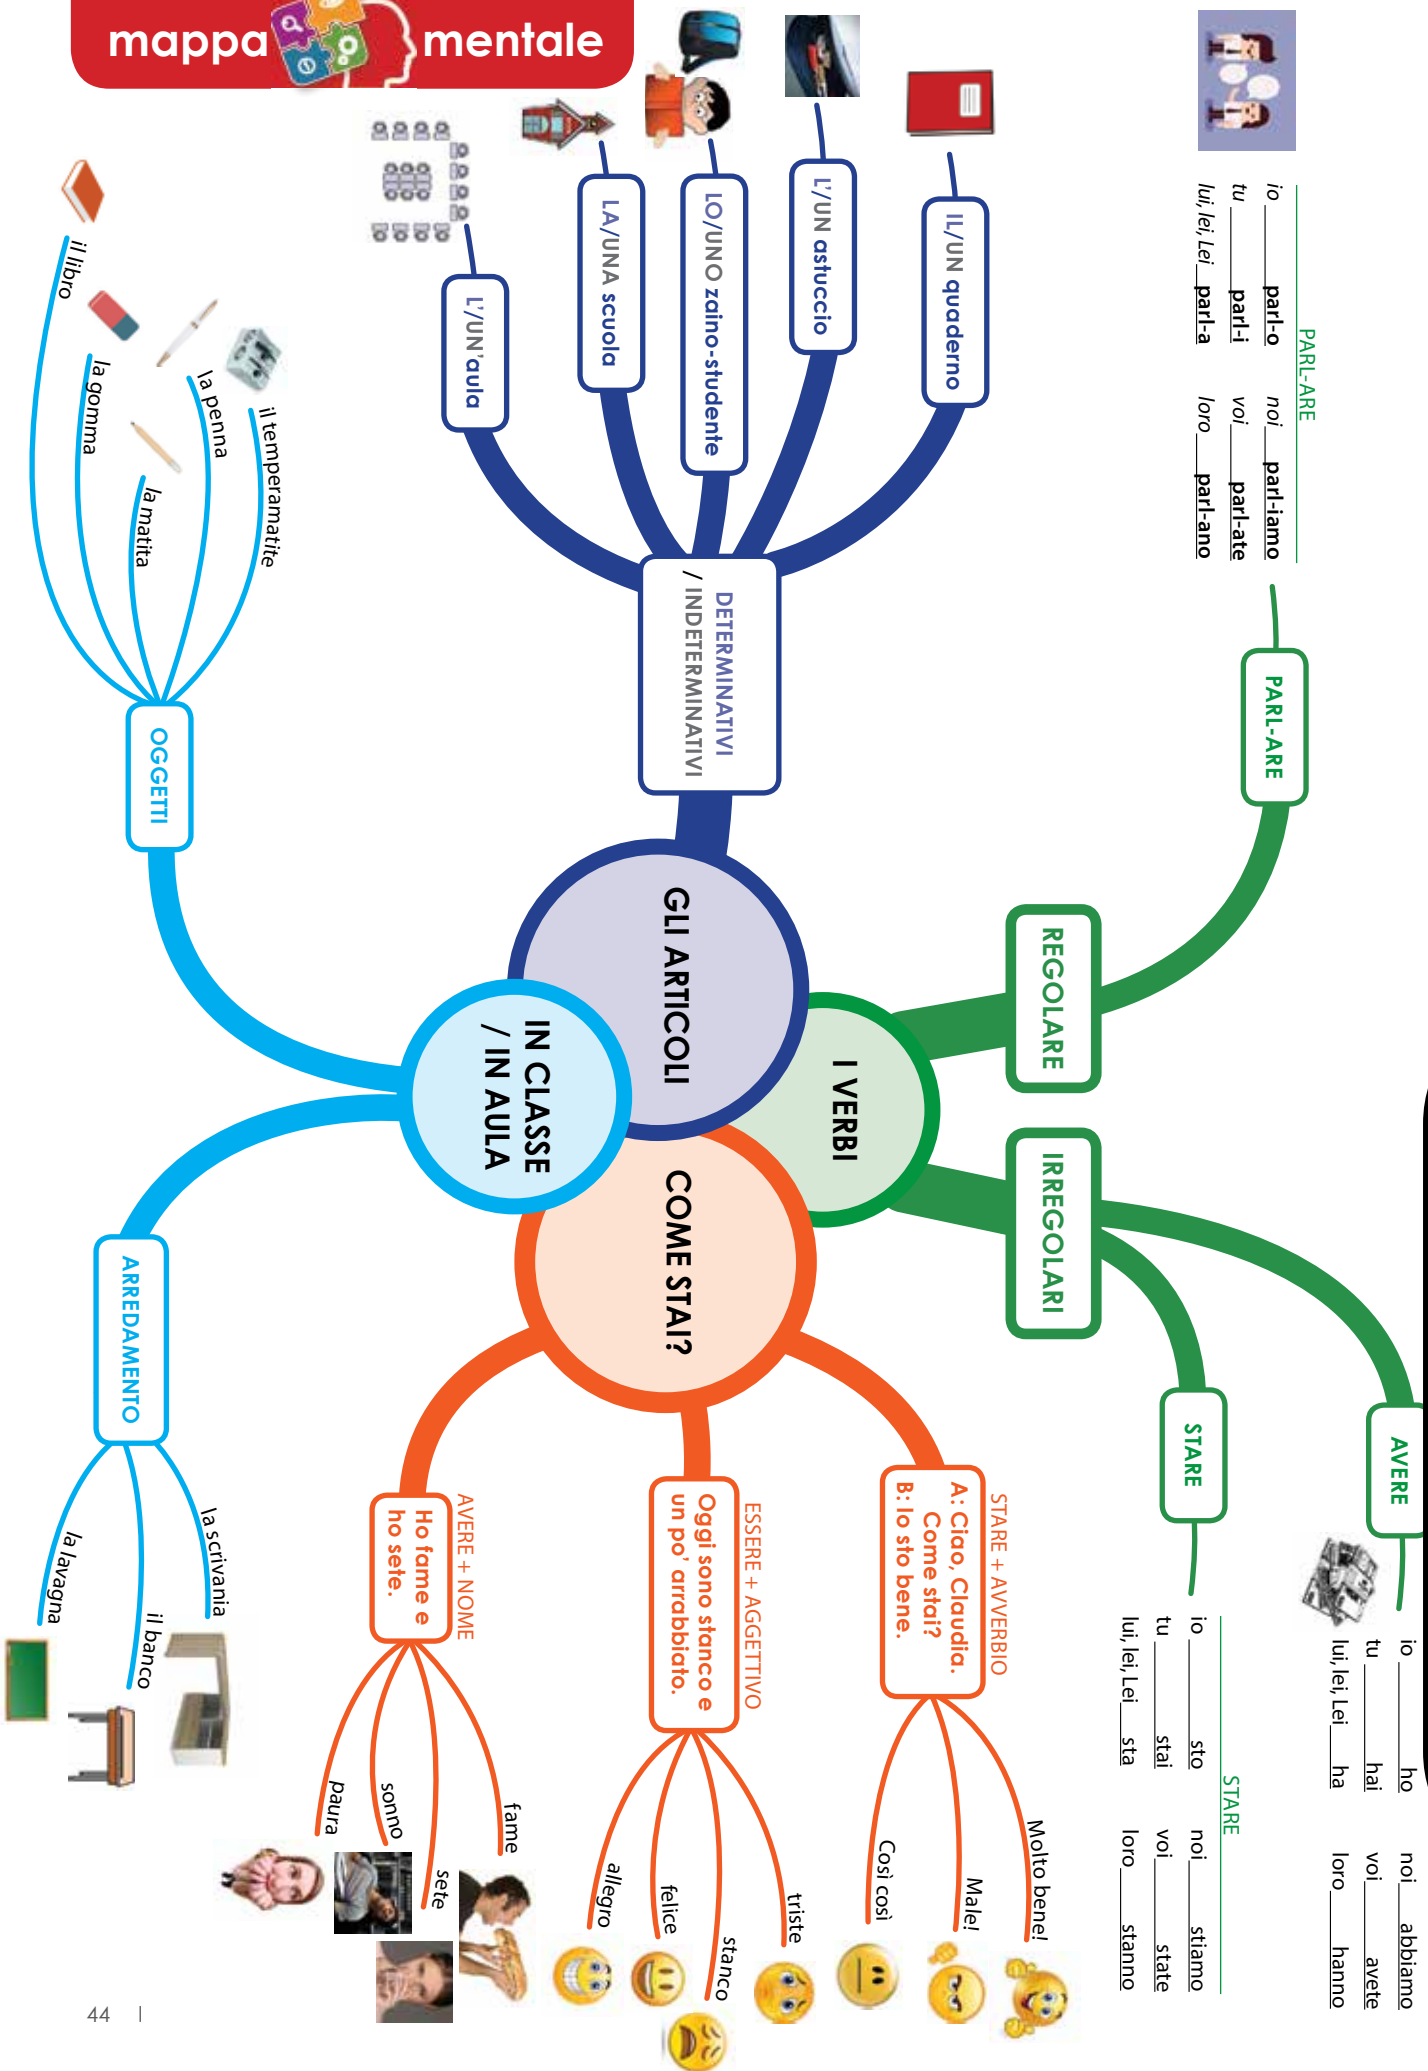 mappa mentale
PARL-ARE
io parl-o noi parl-iamo
tu parl-i voi parl-ate
lui, lei, Lei parl-a loro parl-ano
PARL-ARE
REGOLARE
IRREGOLARI
AVERE
io ho noi abbiamo
tu hai voi avete
lui, lei, Lei ha loro hanno
STARE
STARE
io sto noi stiamo
tu stai voi state
lui, lei, Lei sta loro stanno
I VERBI
GLI ARTICOLI
DETERMINATIVI
/ INDETERMINATIVI
IL/UN quaderno
L'/UN astuccio
LO/UNO zaino-studente
LA/UNA scuola
L'/UN'aula
COME STAI?
STARE + AVVERBIO
A: Ciao, Claudia.
Come stai?
B: Io sto bene.
Molto bene!
Male!
Così così
ESSERE + AGGETTIVO
Oggi sono stanco e
un po' arrabbiato.
triste
stanco
felice
allegro
AVERE + NOME
Ho fame e
ho sete.
fame
sete
sonno
paura
IN CLASSE
/ IN AULA
OGGETTI
il temperamatite
la penna
la matita
la gomma
il libro
ARREDAMENTO
la scrivania
il banco
la lavagna
44 |